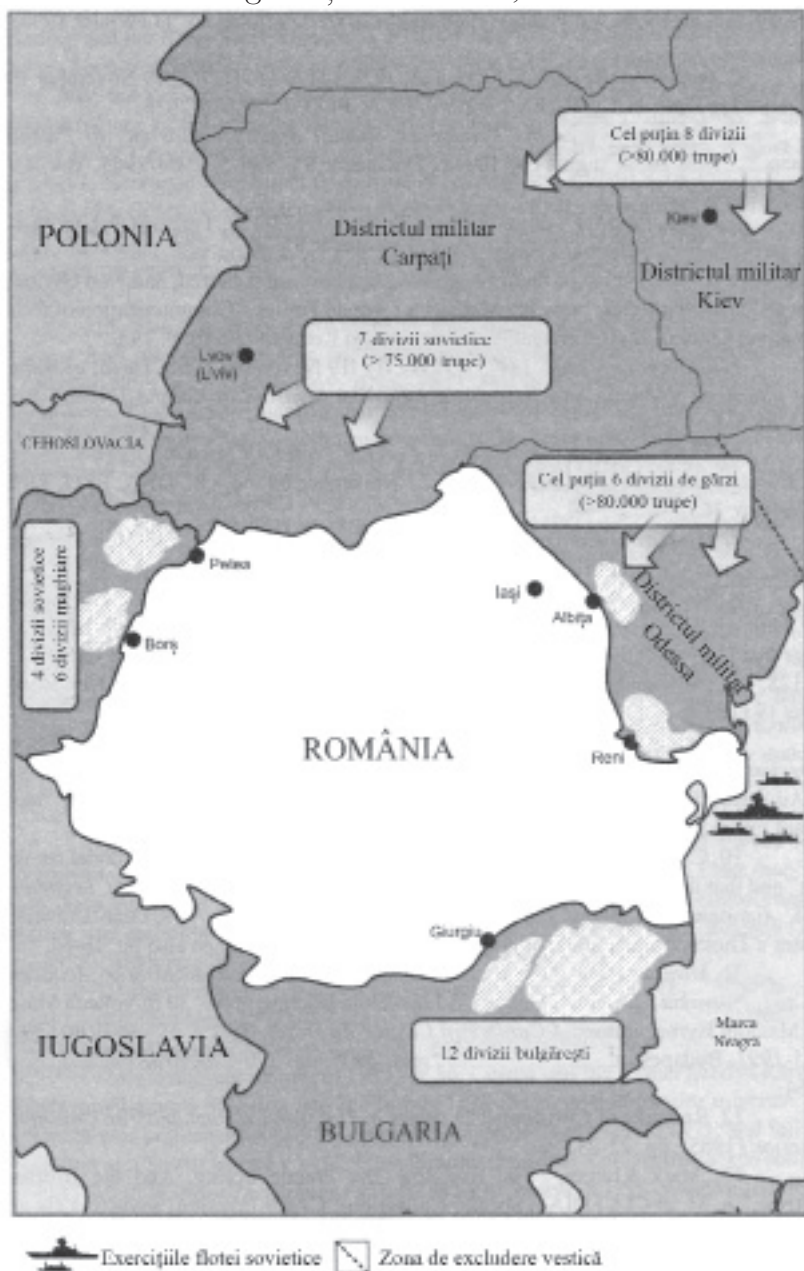 Cel puțin 8 divizii
(>80.000 trupe)
Kiev
POLONIA
Districtul militar
Carpați
Districtul militar
Kiev
7 divizii sovietice
(>75.000 trupe)
Lvov
(L'viv)
CEHOSLOVACIA
Cel puțin 6 divizii de gărzi
(>80.000 trupe)
4 divizii sovietice
6 divizii maghiare
Petea
Iași
Albița
Districtul militar
Odessa
Borș
ROMÂNIA
Reni
Giurgiu
IUGOSLAVIA
12 divizii bulgărești
Marea
Neagră
BULGARIA
Exercițiile flotei sovietice
Zona de excludere vestică